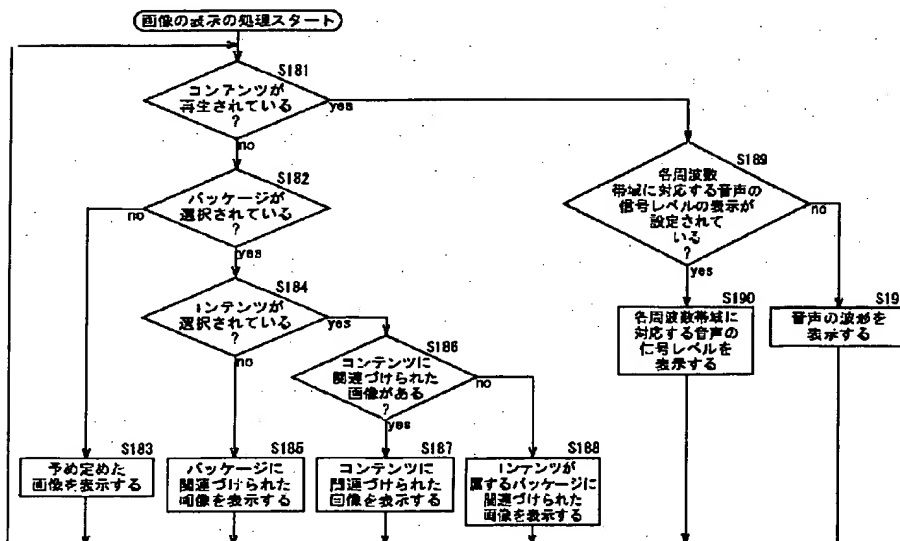 画像の表示の処理スタート
S181
コンテンツが
再生されている
?
yes
no
S182
パッケージが
選択されている
?
no
yes
S184
コンテンツが
選択されている
?
yes
no
S186
コンテンツに
関連づけられた
画像がある
?
no
yes
S189
各周波数
帯域に対応する音声の
信号レベルの表示が
設定されて
いる
?
no
yes
S183
予め定めた
画像を表示する
S185
パッケージに
関連づけられた
画像を表示する
S187
コンテンツに
関連づけられた
画像を表示する
S188
コンテンツが
属するパッケージに
関連づけられた
画像を表示する
S190
各周波数帯域に
対応する音声の
信号レベルを
表示する
S19
音声の波形を
表示する